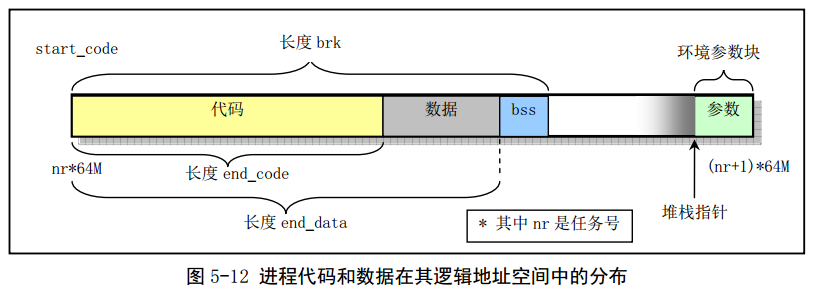 长度 brk
start_code
环境参数块
代码
数据
bss
参数
nr*64M
长度 end_code
(nr+1)*64M
长度 end_data
堆栈指针
* 其中 nr 是任务号
图 5-12 进程代码和数据在其逻辑地址空间中的分布